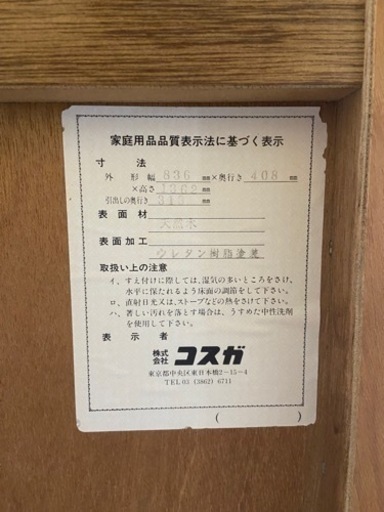 家庭用品品質表示法に基づく表示
寸法
外形幅 836 mm×奥行き 408 mm
×高さ 1362 mm
引出しの奥行き 343 mm
表面材
天然木
表面加工
ウレタン樹脂塗装
取扱い上の注意
イ、すえ付けに際しては、湿気の多いところをさけ、
水平に保たれるよう床面の調節をして下さい。
ロ、直射日光又は、ストーブなどの熱をさけて下さい。
ハ、著しい汚れを落とす場合は、うすめた中性洗剤
を使用して下さい。
表示者
株式会社 コスガ
東京都中央区東日本橋2-15-4
TEL 03 (3862) 6711
( )